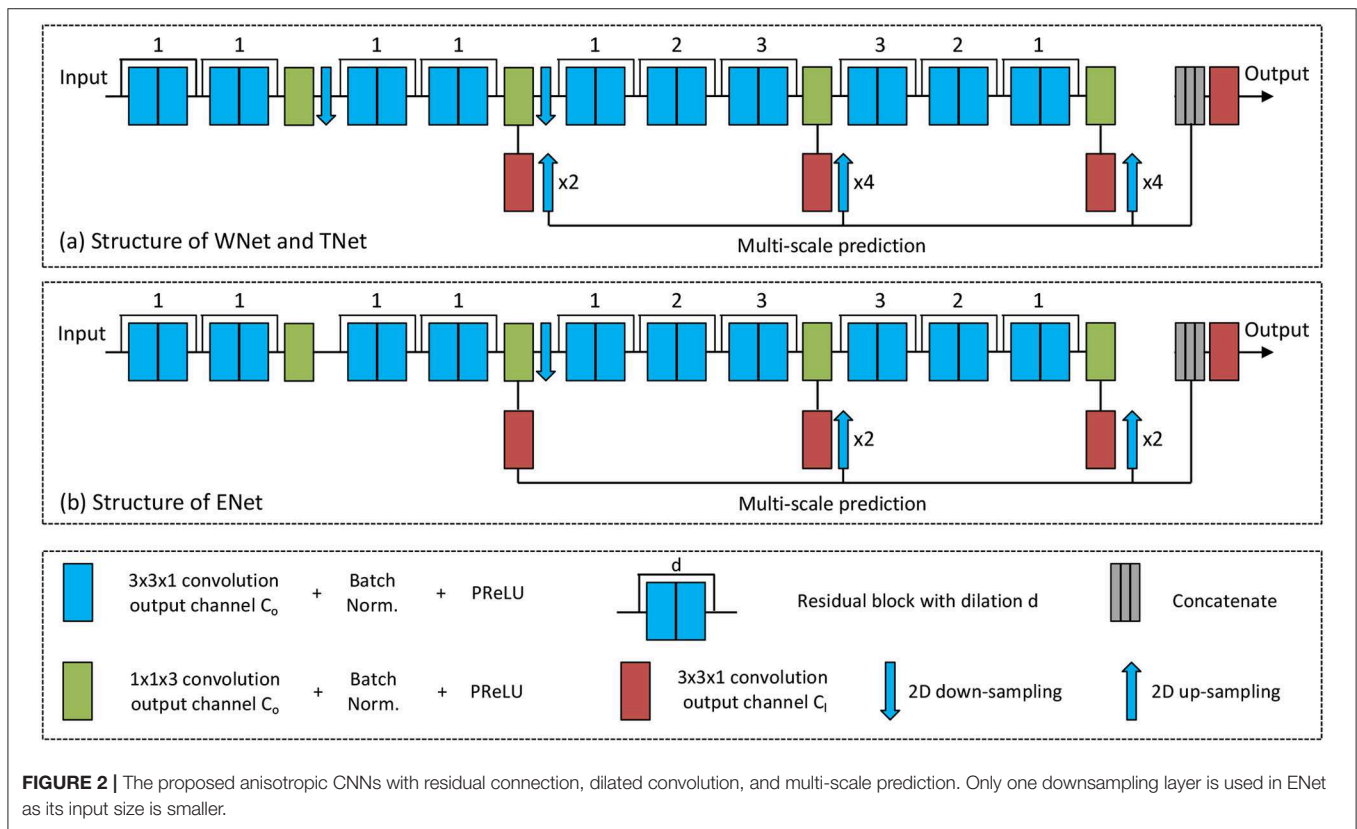 1 1 1 1 1 2 3 3 2 1
Input Output
x2 x4 x4
(a) Structure of WNet and TNet Multi-scale prediction
1 1 1 1 1 2 3 3 2 1
Input Output
x2 x2
(b) Structure of ENet Multi-scale prediction
3x3x1 convolution
output channel Cₒ
+ Batch
Norm.
+ PReLU
d
Residual block with dilation d
Concatenate
1x1x3 convolution
output channel Cₒ
+ Batch
Norm.
+ PReLU
3x3x1 convolution
output channel Cₗ
2D down-sampling
2D up-sampling
FIGURE 2 | The proposed anisotropic CNNs with residual connection, dilated convolution, and multi-scale prediction. Only one downsampling layer is used in ENet
as its input size is smaller.